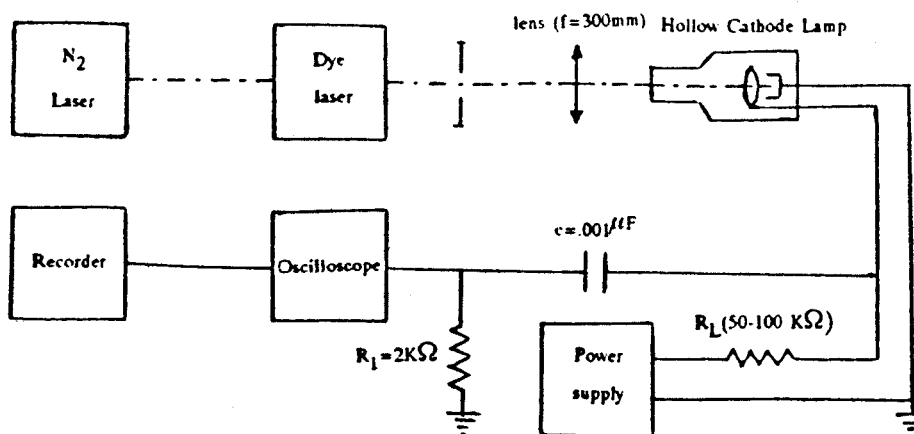 lens (f=300mm)
Hollow Cathode Lamp
N2
Laser
Dye
laser
Recorder
Oscilloscope
c=.001μF
R1=2KΩ
Power
supply
RL(50-100 KΩ)